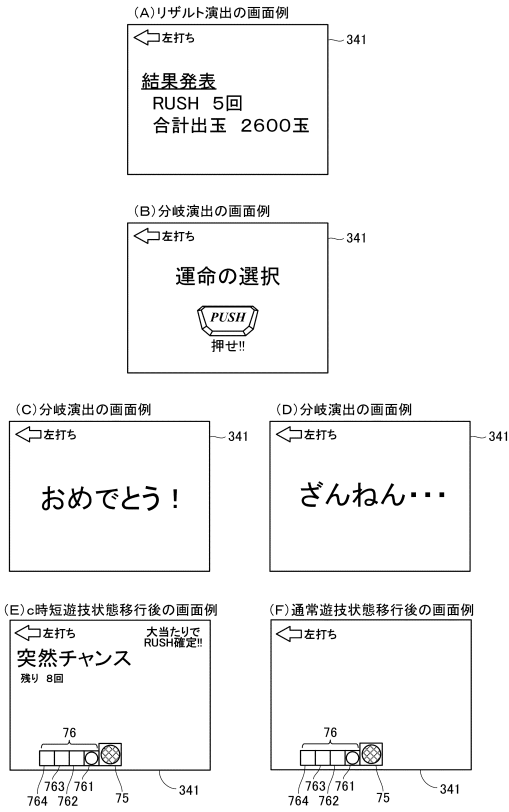 (A)リザルト演出の画面例
左打ち
341
結果発表
RUSH 5回
合計出玉 2600玉
(B)分岐演出の画面例
左打ち
341
運命の選択
PUSH
押せ!!
(C)分岐演出の画面例
左打ち
341
おめでとう！
(D)分岐演出の画面例
左打ち
341
ざんねん・・・
(E)c時短遊技状態移行後の画面例
左打ち
大当たりで
RUSH確定!!
突然チャンス
残り 8回
76
763
761
764
762
75
341
(F)通常遊技状態移行後の画面例
左打ち
76
763
761
764
762
75
341